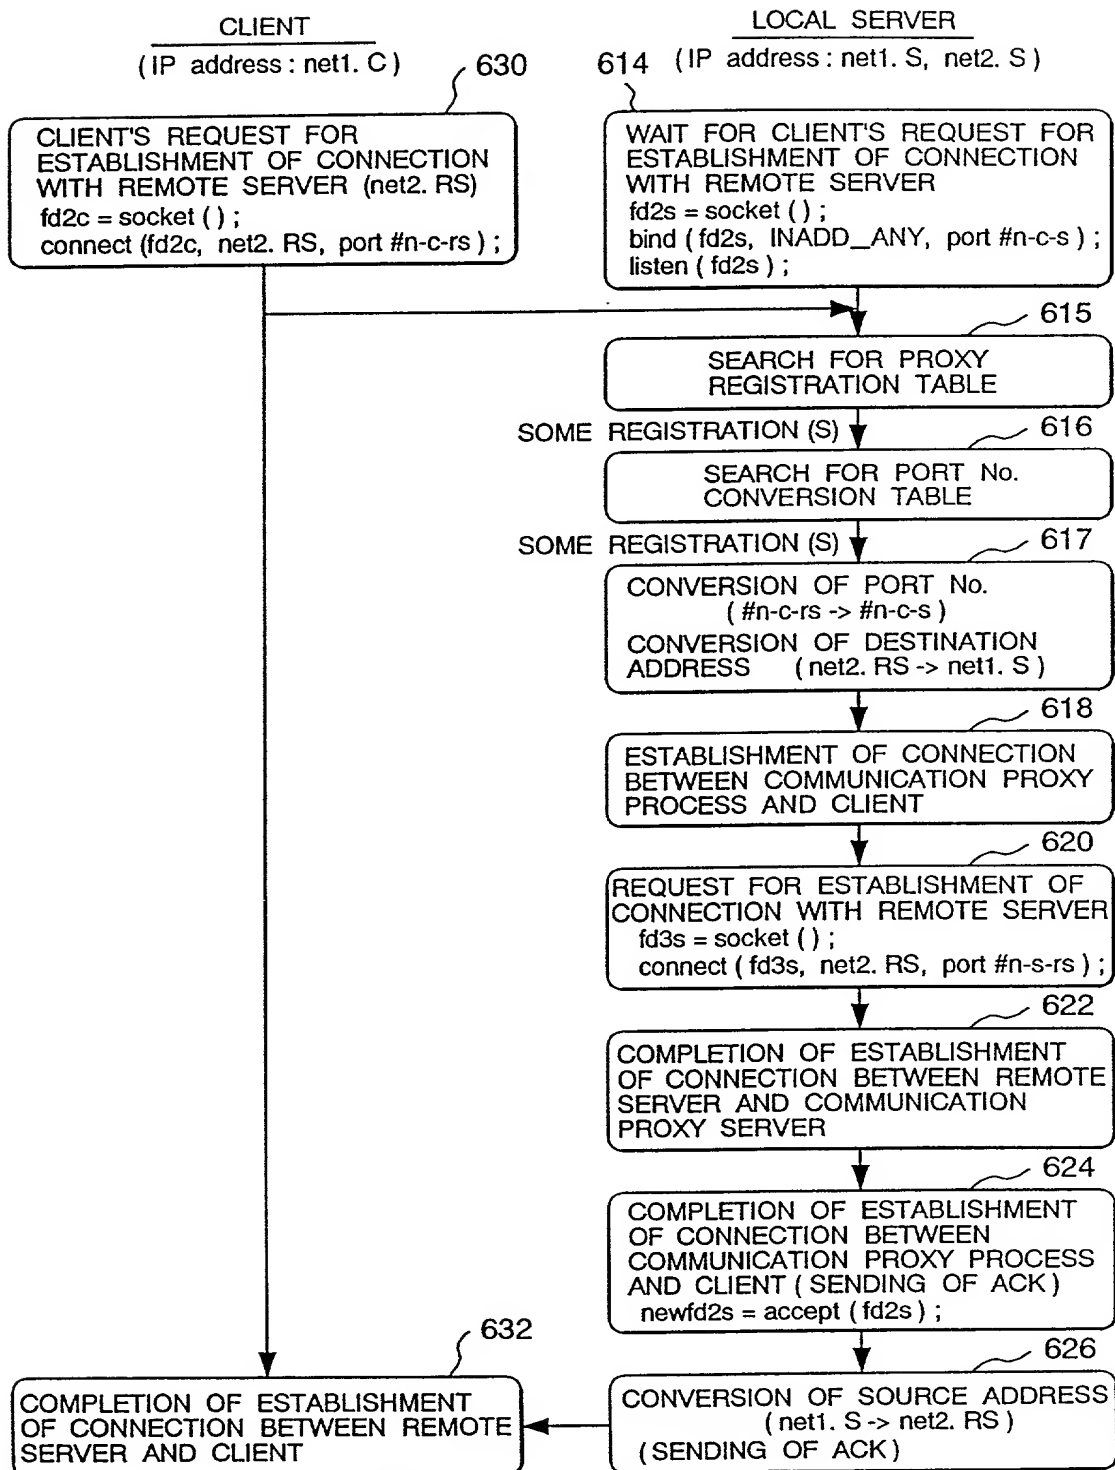 CLIENT
(IP address : net1. C)
LOCAL SERVER
(IP address : net1. S, net2. S)
630
CLIENT'S REQUEST FOR
ESTABLISHMENT OF CONNECTION
WITH REMOTE SERVER (net2. RS)
fd2c = socket ( ) ;
connect (fd2c, net2. RS, port #n-c-rs ) ;
614
WAIT FOR CLIENT'S REQUEST FOR
ESTABLISHMENT OF CONNECTION
WITH REMOTE SERVER
fd2s = socket ( ) ;
bind ( fd2s, INADD_ANY, port #n-c-s ) ;
listen ( fd2s ) ;
615
SEARCH FOR PROXY
REGISTRATION TABLE
SOME REGISTRATION (S)
616
SEARCH FOR PORT No.
CONVERSION TABLE
SOME REGISTRATION (S)
617
CONVERSION OF PORT No.
( #n-c-rs -> #n-c-s )
CONVERSION OF DESTINATION
ADDRESS ( net2. RS -> net1. S )
618
ESTABLISHMENT OF CONNECTION
BETWEEN COMMUNICATION PROXY
PROCESS AND CLIENT
620
REQUEST FOR ESTABLISHMENT OF
CONNECTION WITH REMOTE SERVER
fd3s = socket ( ) ;
connect ( fd3s, net2. RS, port #n-s-rs ) ;
622
COMPLETION OF ESTABLISHMENT
OF CONNECTION BETWEEN REMOTE
SERVER AND COMMUNICATION
PROXY SERVER
624
COMPLETION OF ESTABLISHMENT
OF CONNECTION BETWEEN
COMMUNICATION PROXY PROCESS
AND CLIENT ( SENDING OF ACK )
newfd2s = accept ( fd2s ) ;
626
CONVERSION OF SOURCE ADDRESS
( net1. S -> net2. RS )
(SENDING OF ACK)
632
COMPLETION OF ESTABLISHMENT
OF CONNECTION BETWEEN REMOTE
SERVER AND CLIENT